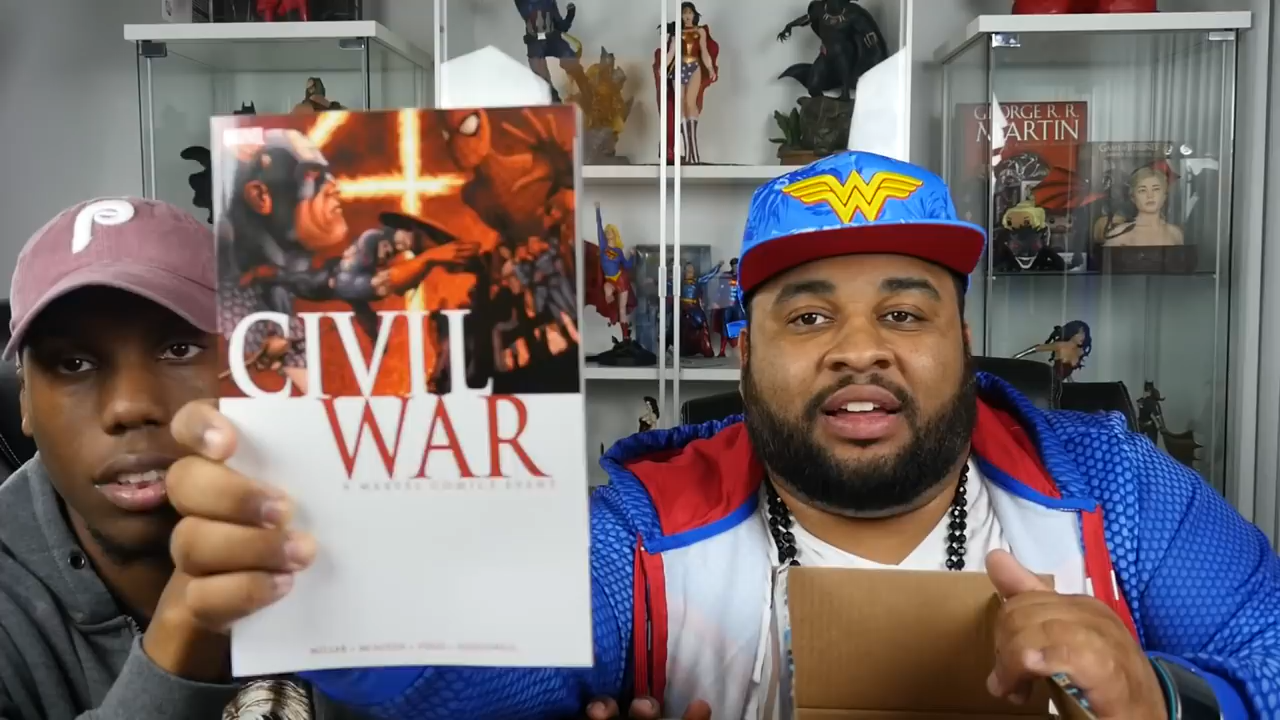 GEORGE R. R.
MARTIN
CIVIL
WAR
A MARVEL COMICS EVENT
P
W